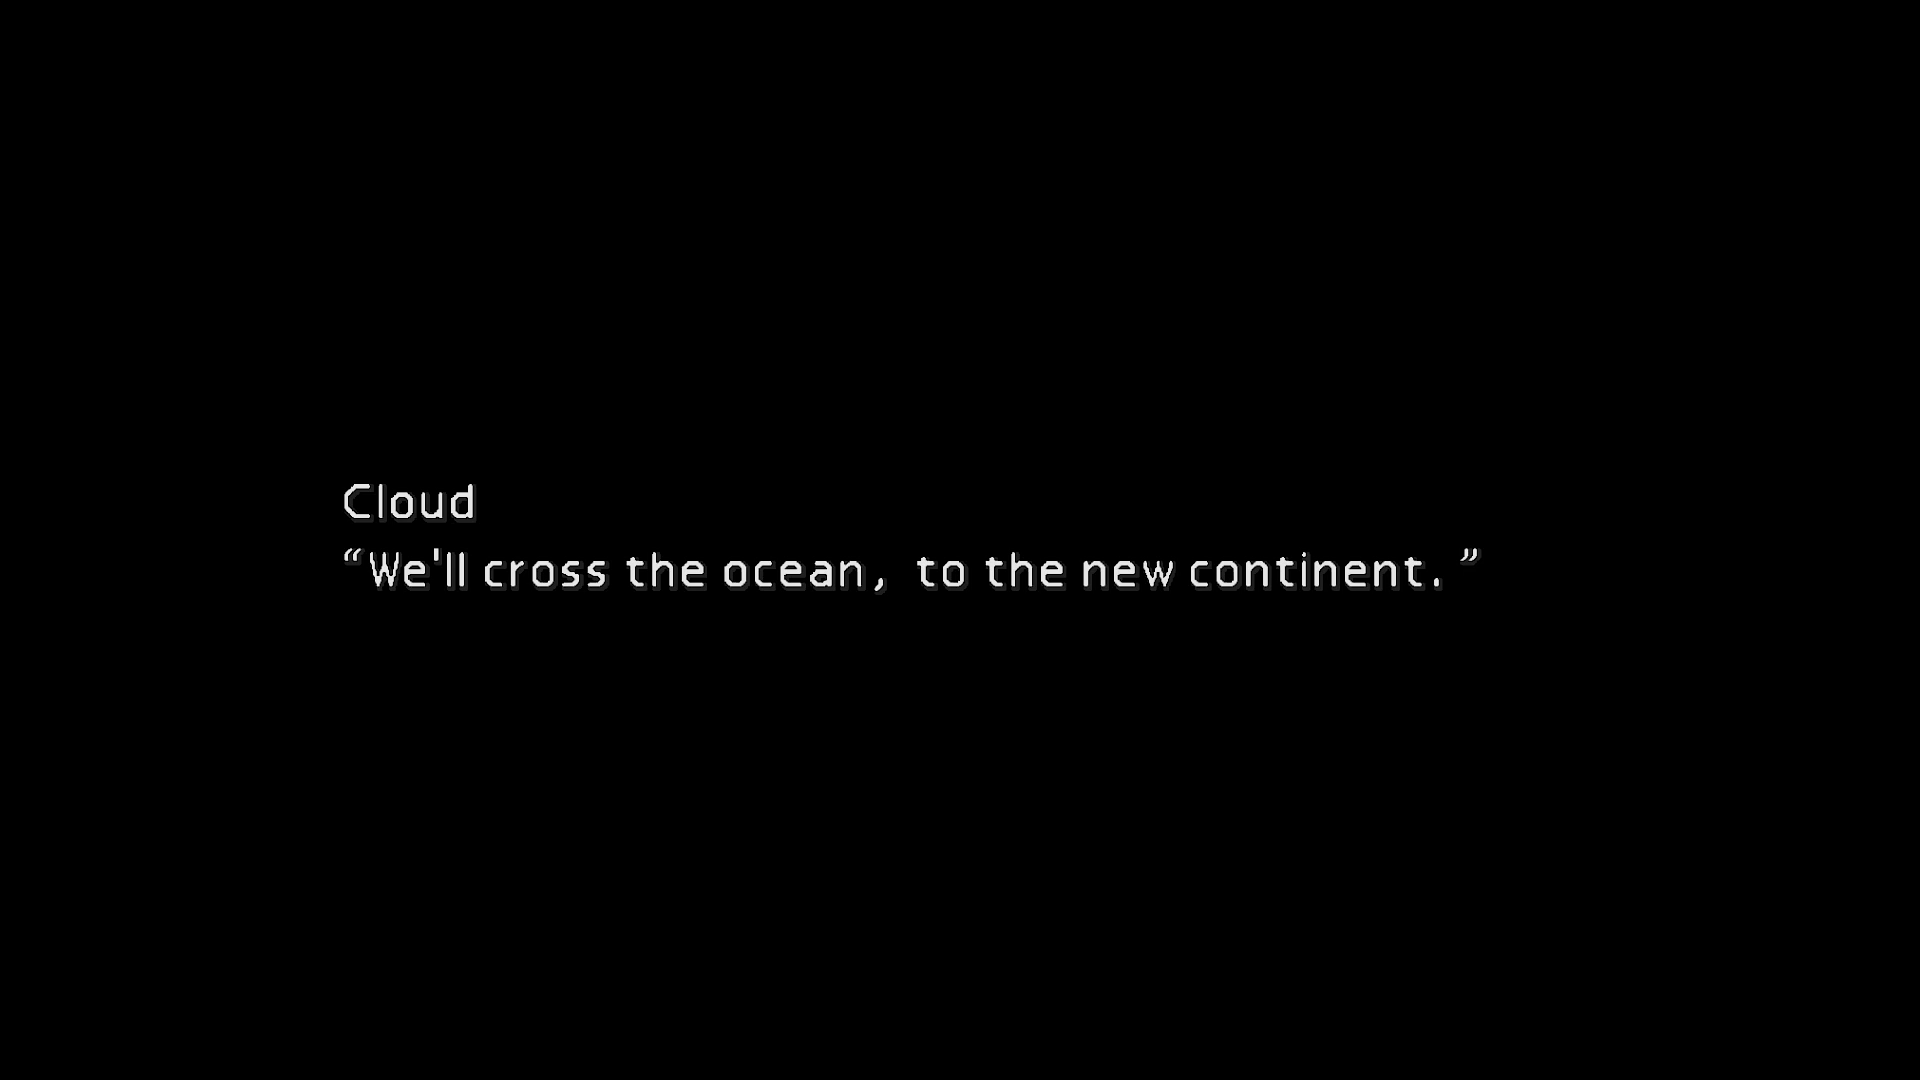 Cloud
“We'll cross the ocean, to the new continent.”